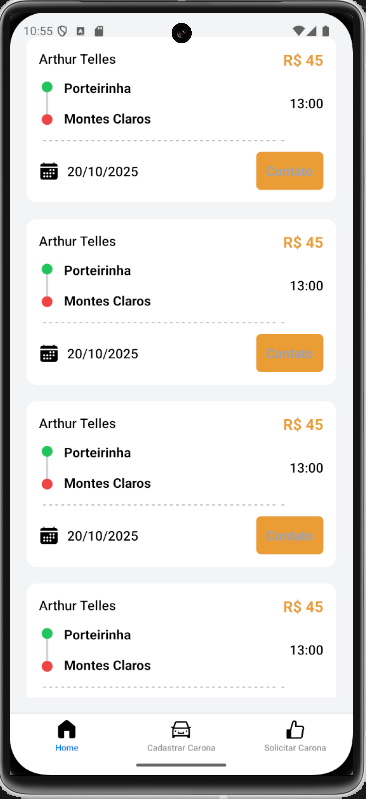 10:55
Arthur Telles
R$ 45
Porteirinha
13:00
Montes Claros
20/10/2025
Contato
Arthur Telles
R$ 45
Porteirinha
13:00
Montes Claros
20/10/2025
Contato
Arthur Telles
R$ 45
Porteirinha
13:00
Montes Claros
20/10/2025
Contato
Arthur Telles
R$ 45
Porteirinha
13:00
Montes Claros
Home
Cadastrar Carona
Solicitar Carona